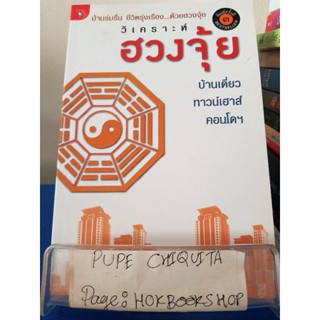 บ้านร่มรื่น ชีวิตรุ่งเรือง...ด้วยฮวงจุ้ย
วิเคราะห์
ฮวงจุ้ย
บ้านเดี่ยว
ทาวน์เฮาส์
คอนโดฯ
PUPE CHIQUITA
Page: HOKBOOKSHOP